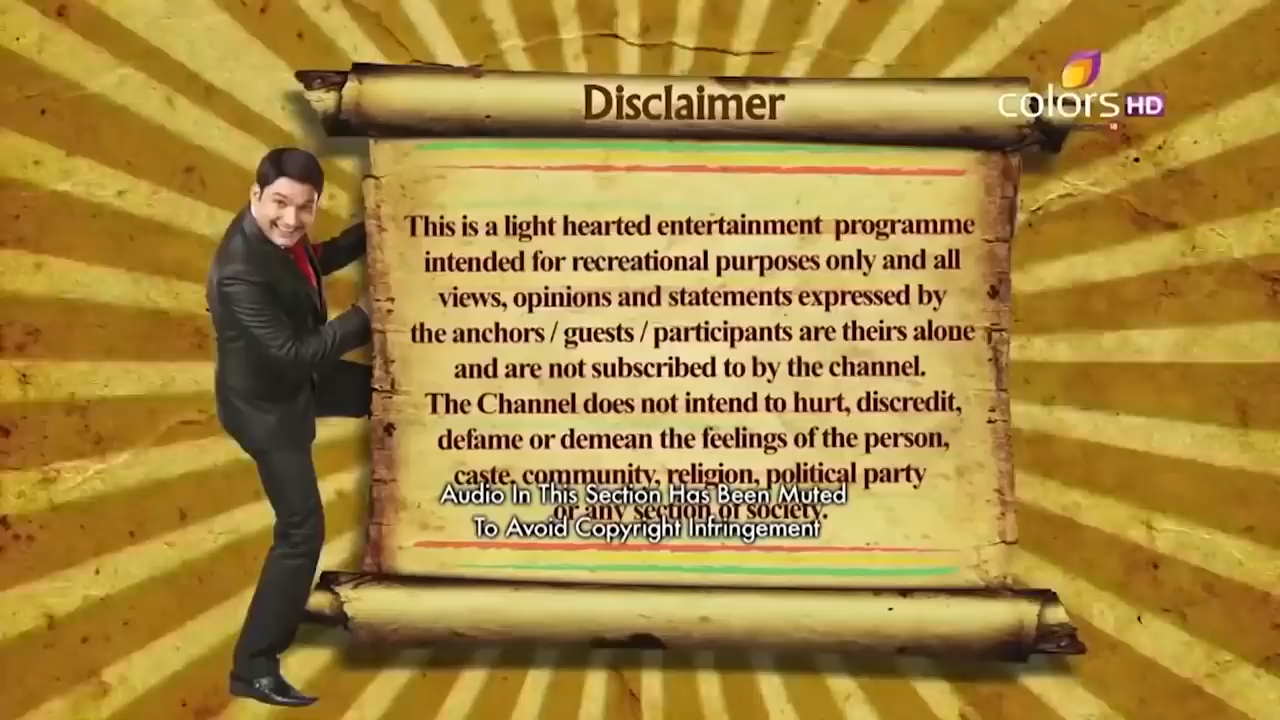 Disclaimer
colors HD
This is a light hearted entertainment programme
intended for recreational purposes only and all
views, opinions and statements expressed by
the anchors / guests / participants are theirs alone
and are not subscribed to by the channel.
The Channel does not intend to hurt, discredit,
defame or demean the feelings of the person,
caste, community, religion, political party
Audio In This Section Has Been Muted
or any section of society.
To Avoid Copyright Infringement